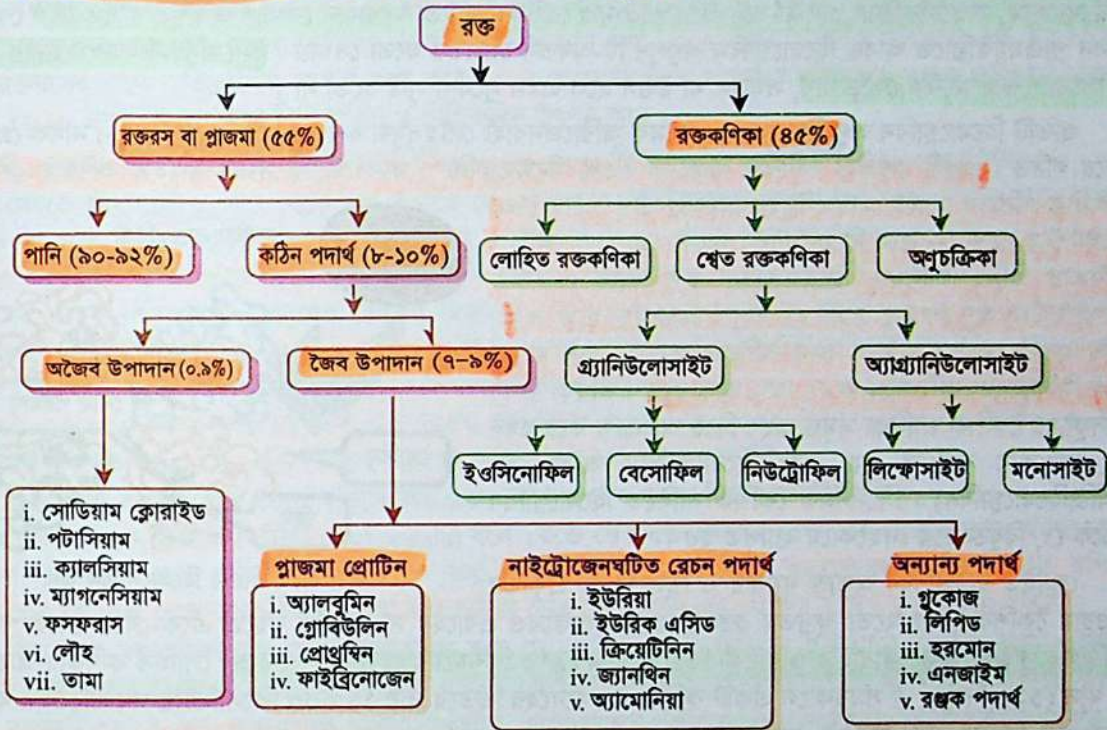 রক্ত
রক্তরস বা প্লাজমা (৫৫%)
রক্তকণিকা (৪৫%)
পানি (৯০-৯২%)
কঠিন পদার্থ (৮-১০%)
লোহিত রক্তকণিকা
শ্বেত রক্তকণিকা
অণুচক্রিকা
অজৈব উপাদান (০.৯%)
জৈব উপাদান (৭-৯%)
গ্র্যানিউলোসাইট
অ্যাগ্র্যানিউলোসাইট
ইওসিনোফিল
বেসোফিল
নিউট্রোফিল
লিম্ফোসাইট
মনোসাইট
i. সোডিয়াম ক্লোরাইড
ii. পটাসিয়াম
iii. ক্যালসিয়াম
iv. ম্যাগনেসিয়াম
v. ফসফরাস
vi. লৌহ
vii. তামা
প্লাজমা প্রোটিন
i. অ্যালবুমিন
ii. গ্লোবিউলিন
iii. প্রোথ্রম্বিন
iv. ফাইব্রিনোজেন
নাইট্রোজেনঘটিত রেচন পদার্থ
i. ইউরিয়া
ii. ইউরিক এসিড
iii. ক্রিয়েটিনিন
iv. জ্যানথিন
v. অ্যামোনিয়া
অন্যান্য পদার্থ
i. গ্লুকোজ
ii. লিপিড
iii. হরমোন
iv. এনজাইম
v. রঞ্জক পদার্থ